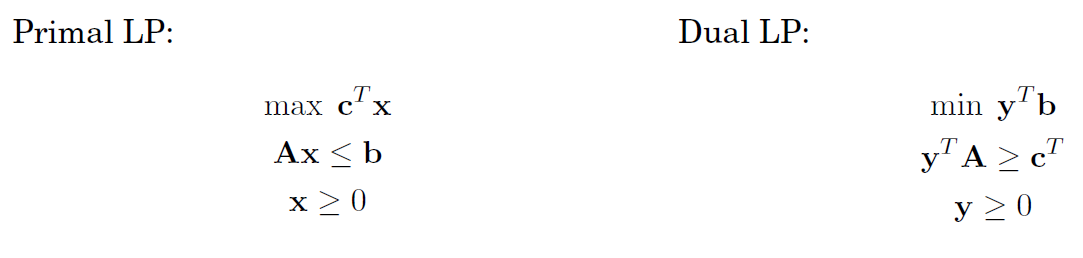 Primal LP:
max c^T x
Ax ≤ b
x ≥ 0
Dual LP:
min y^T b
y^T A ≥ c^T
y ≥ 0